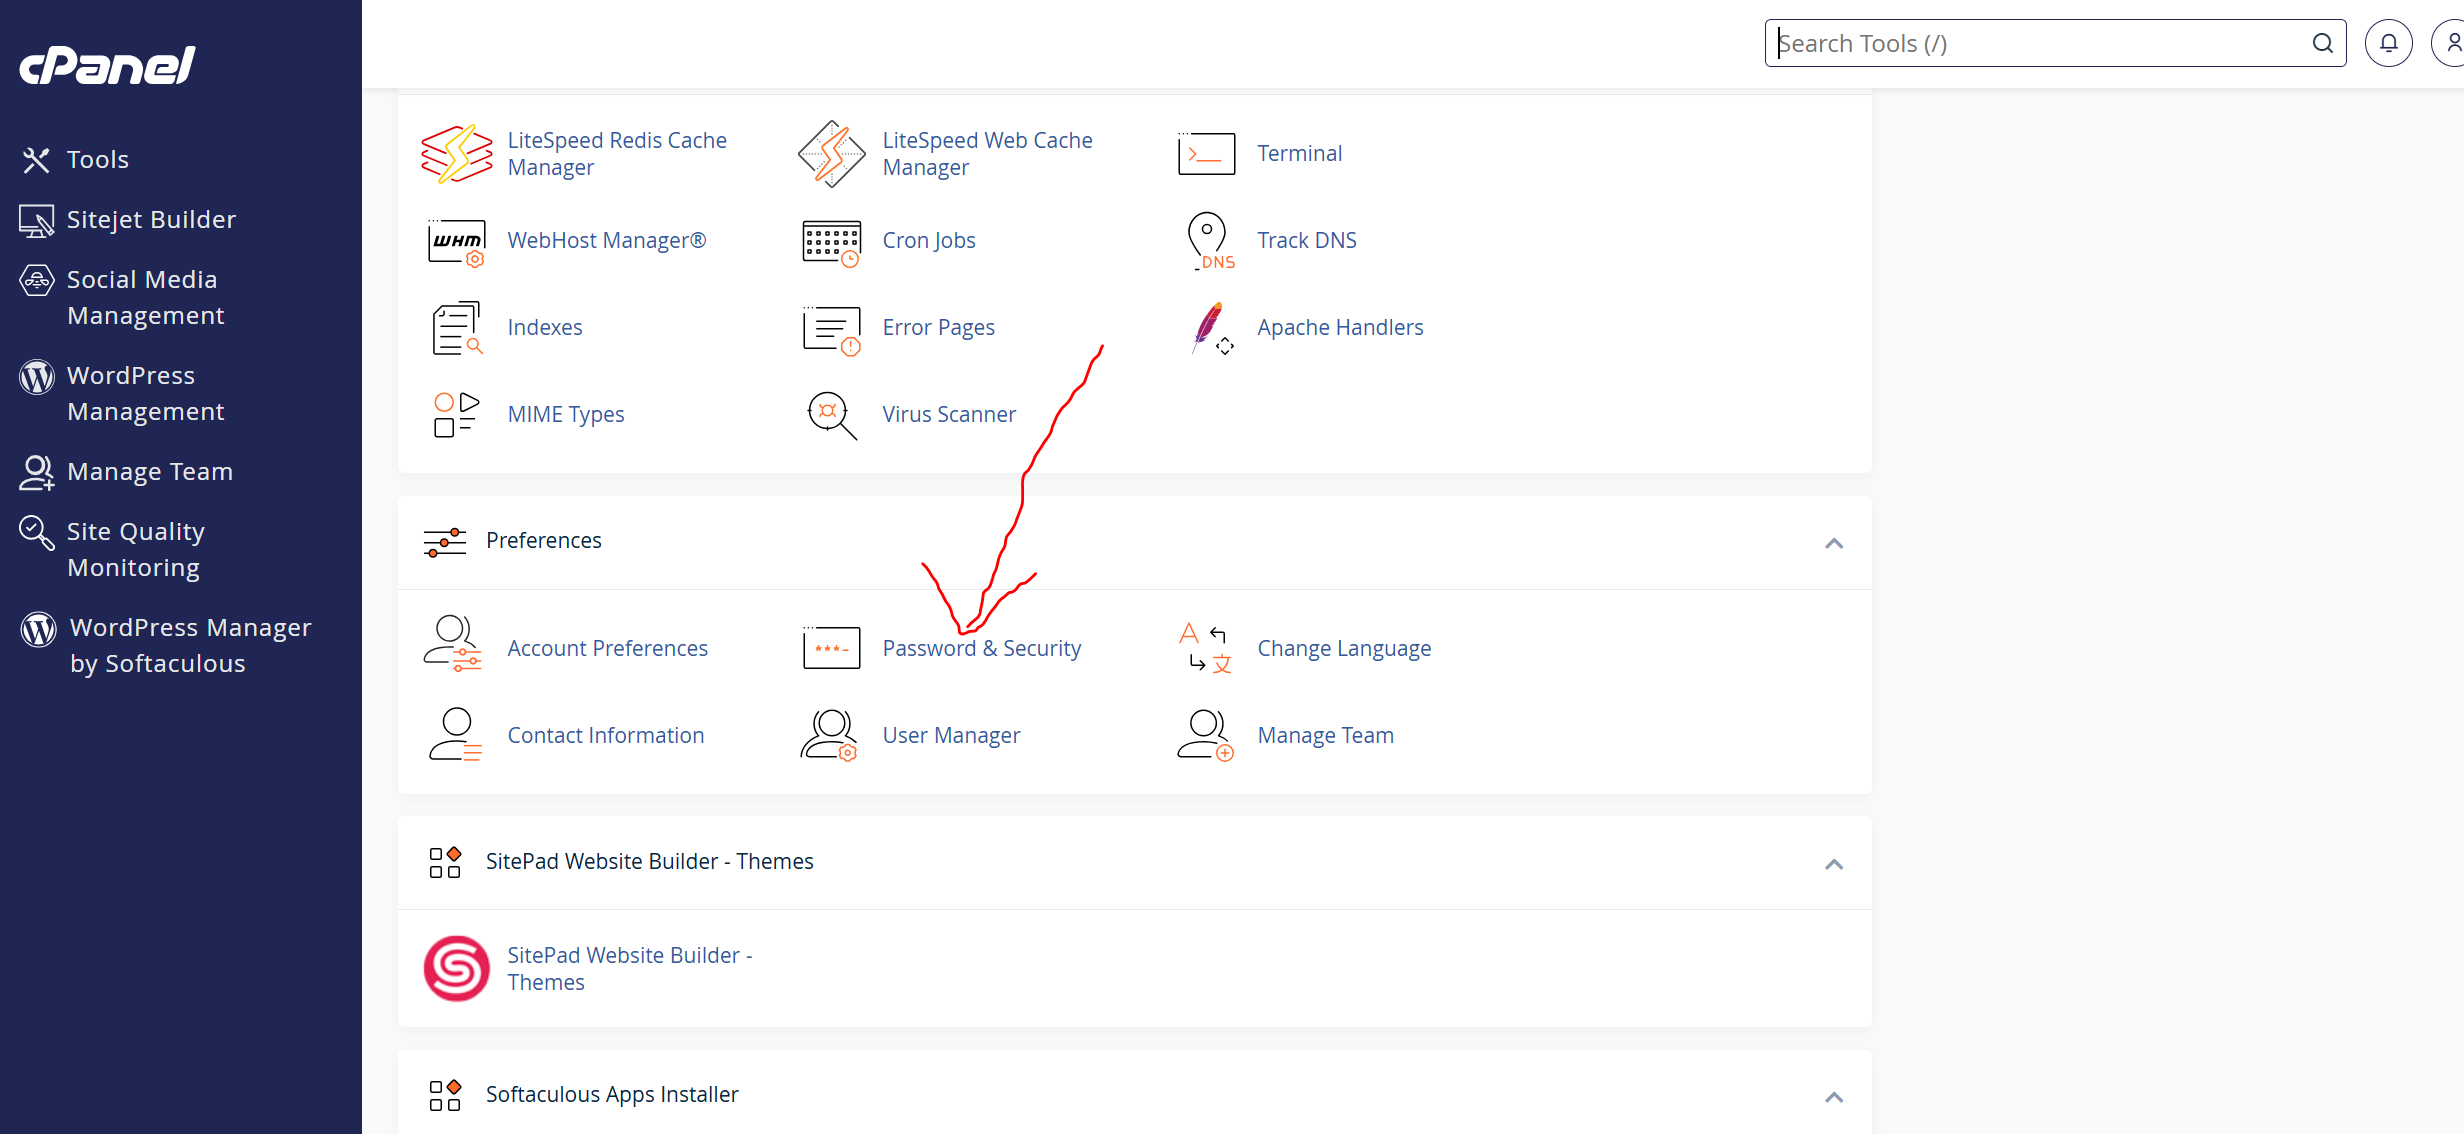 cPanel
Search Tools (/)
Tools
Sitejet Builder
Social Media
Management
WordPress
Management
Manage Team
Site Quality
Monitoring
WordPress Manager
by Softaculous
LiteSpeed Redis Cache
Manager
LiteSpeed Web Cache
Manager
Terminal
WHM
WebHost Manager®
Cron Jobs
DNS
Track DNS
Indexes
Error Pages
Apache Handlers
MIME Types
Virus Scanner
Preferences
Account Preferences
***-
Password & Security
A
文
Change Language
Contact Information
User Manager
Manage Team
SitePad Website Builder - Themes
SitePad Website Builder -
Themes
Softaculous Apps Installer